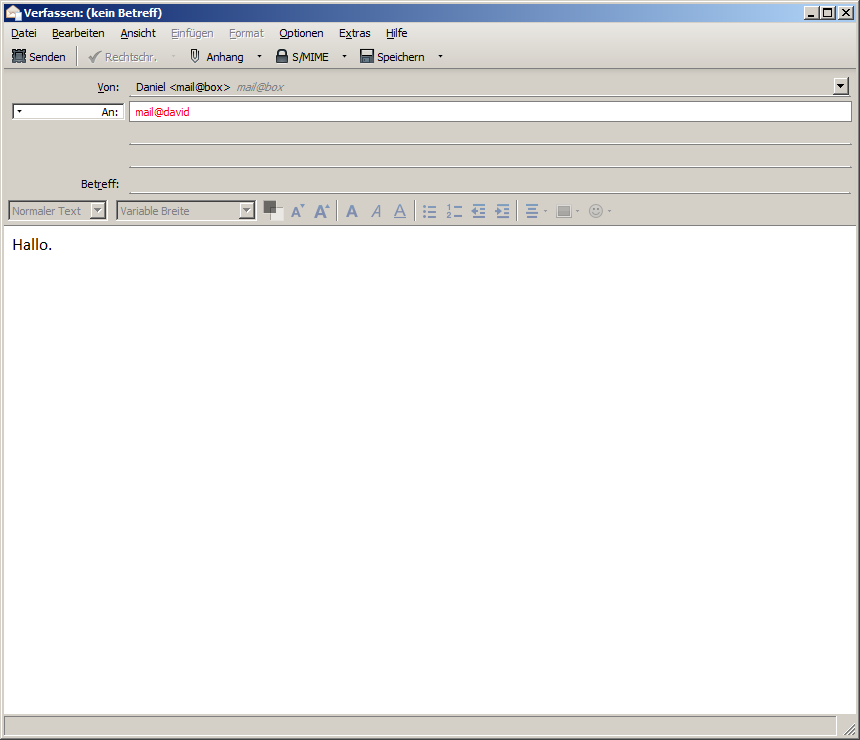 Verfassen: (kein Betreff)
Datei Bearbeiten Ansicht Einfügen Format Optionen Extras Hilfe
Senden Rechtschr. Anhang S/MIME Speichern
Von: Daniel <mail@box> mail@box
An: mail@david
Betreff:
Normaler Text Variable Breite
Hallo.